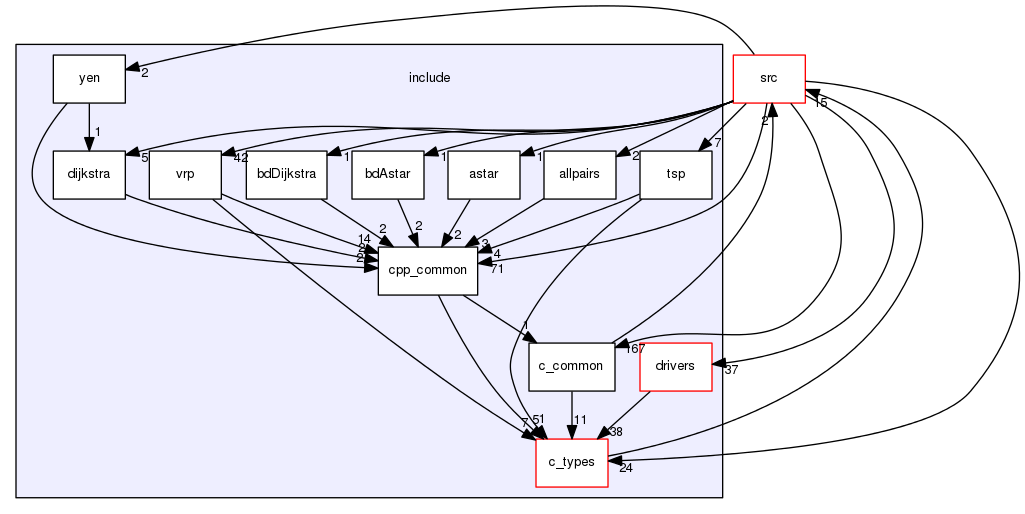 yen
include
src
2
15
2
1
5
42
1
1
1
2
7
dijkstra
vrp
bdDijkstra
bdAstar
astar
allpairs
tsp
14
2
2
2
2
2
3
4
71
cpp_common
1
167
37
c_common
drivers
7
51
11
38
24
c_types